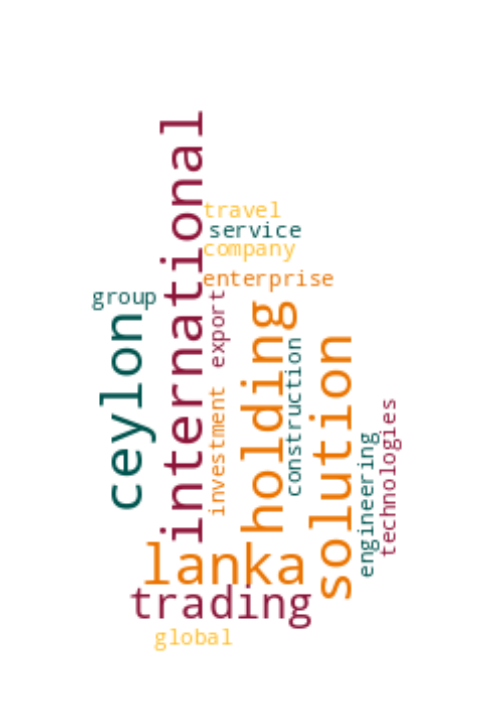 international
travel
service
company
enterprise
group
export
ceylon
holding
construction
solution
investment
technologies
engineering
lanka
trading
global